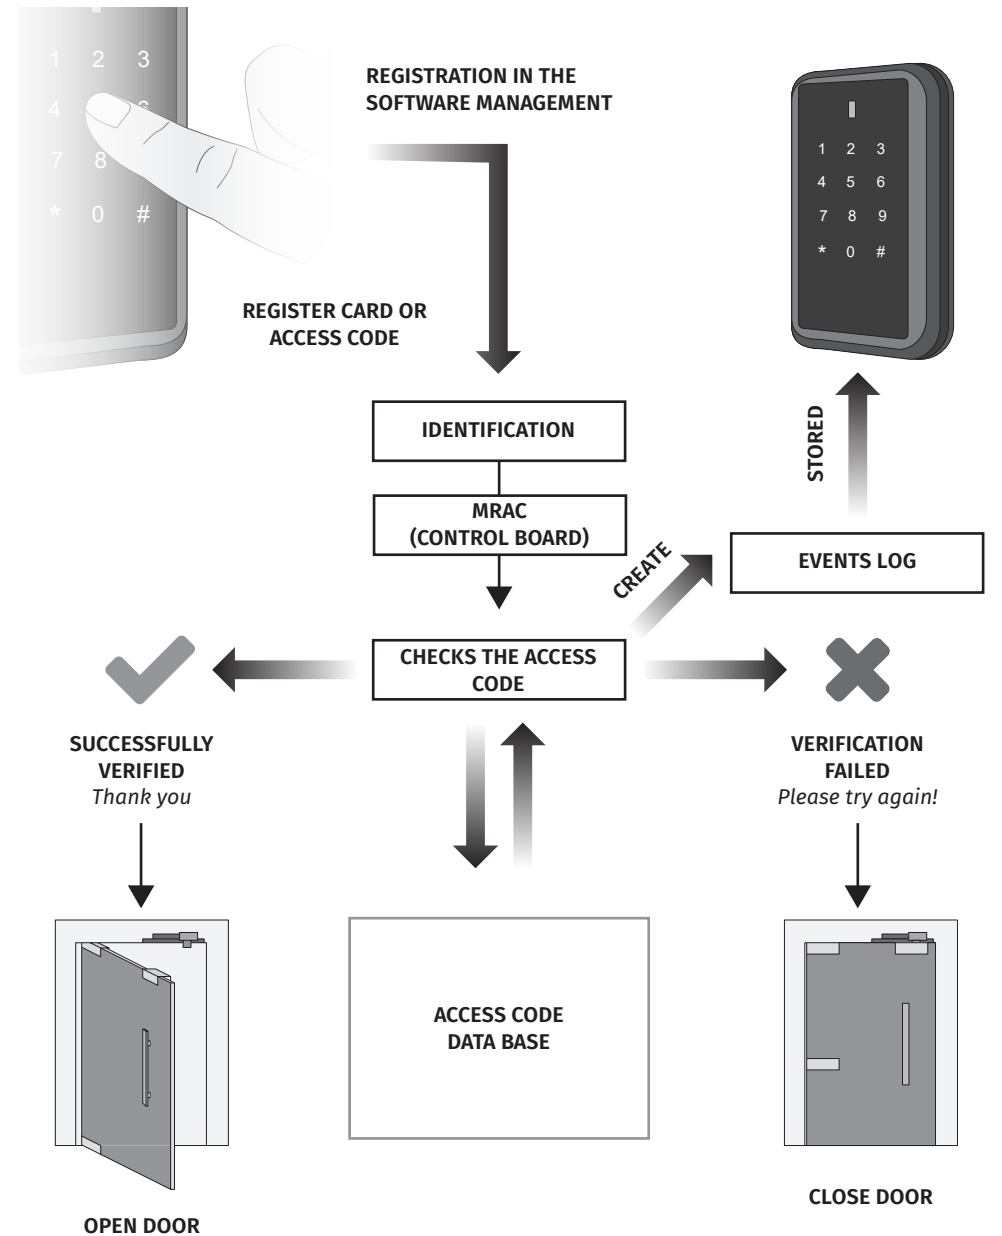 1 2 3
4 6
7 8
* 0 #
REGISTRATION IN THE
SOFTWARE MANAGEMENT
1 2 3
4 5 6
7 8 9
* 0 #
REGISTER CARD OR
ACCESS CODE
IDENTIFICATION
MRAC
(CONTROL BOARD)
STORED
CREATE
EVENTS LOG
CHECKS THE ACCESS
CODE
SUCCESSFULLY
VERIFIED
Thank you
VERIFICATION
FAILED
Please try again!
ACCESS CODE
DATA BASE
OPEN DOOR
CLOSE DOOR